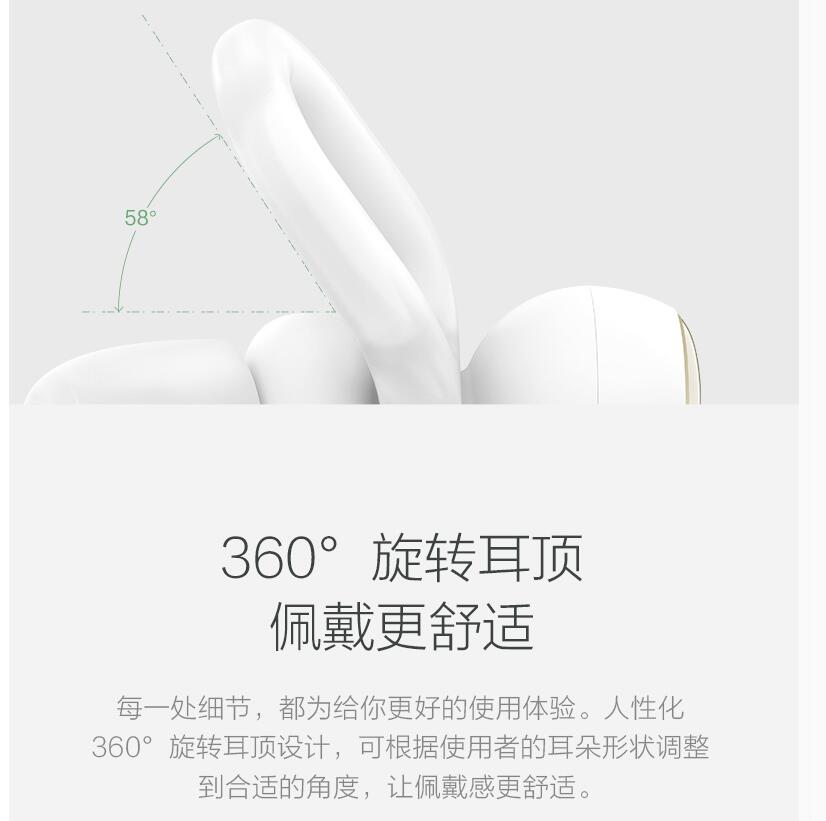 58°
360°旋转耳顶
佩戴更舒适
每一处细节，都为给你更好的使用体验。人性化
360°旋转耳顶设计，可根据使用者的耳朵形状调整
到合适的角度，让佩戴感更舒适。